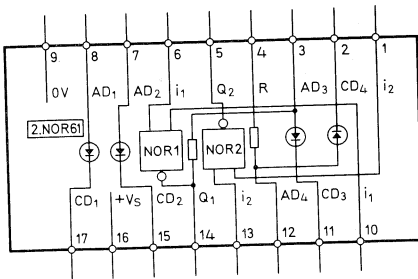 9 8 7 6 5 4 3 2 1
0V AD₁ AD₂ i₁ Q₂ R AD₃ CD₄ i₂
2.NOR61
NOR1 NOR2
CD₁ +Vs CD₂ Q₁ i₂ AD₄ CD₃ i₁
17 16 15 14 13 12 11 10